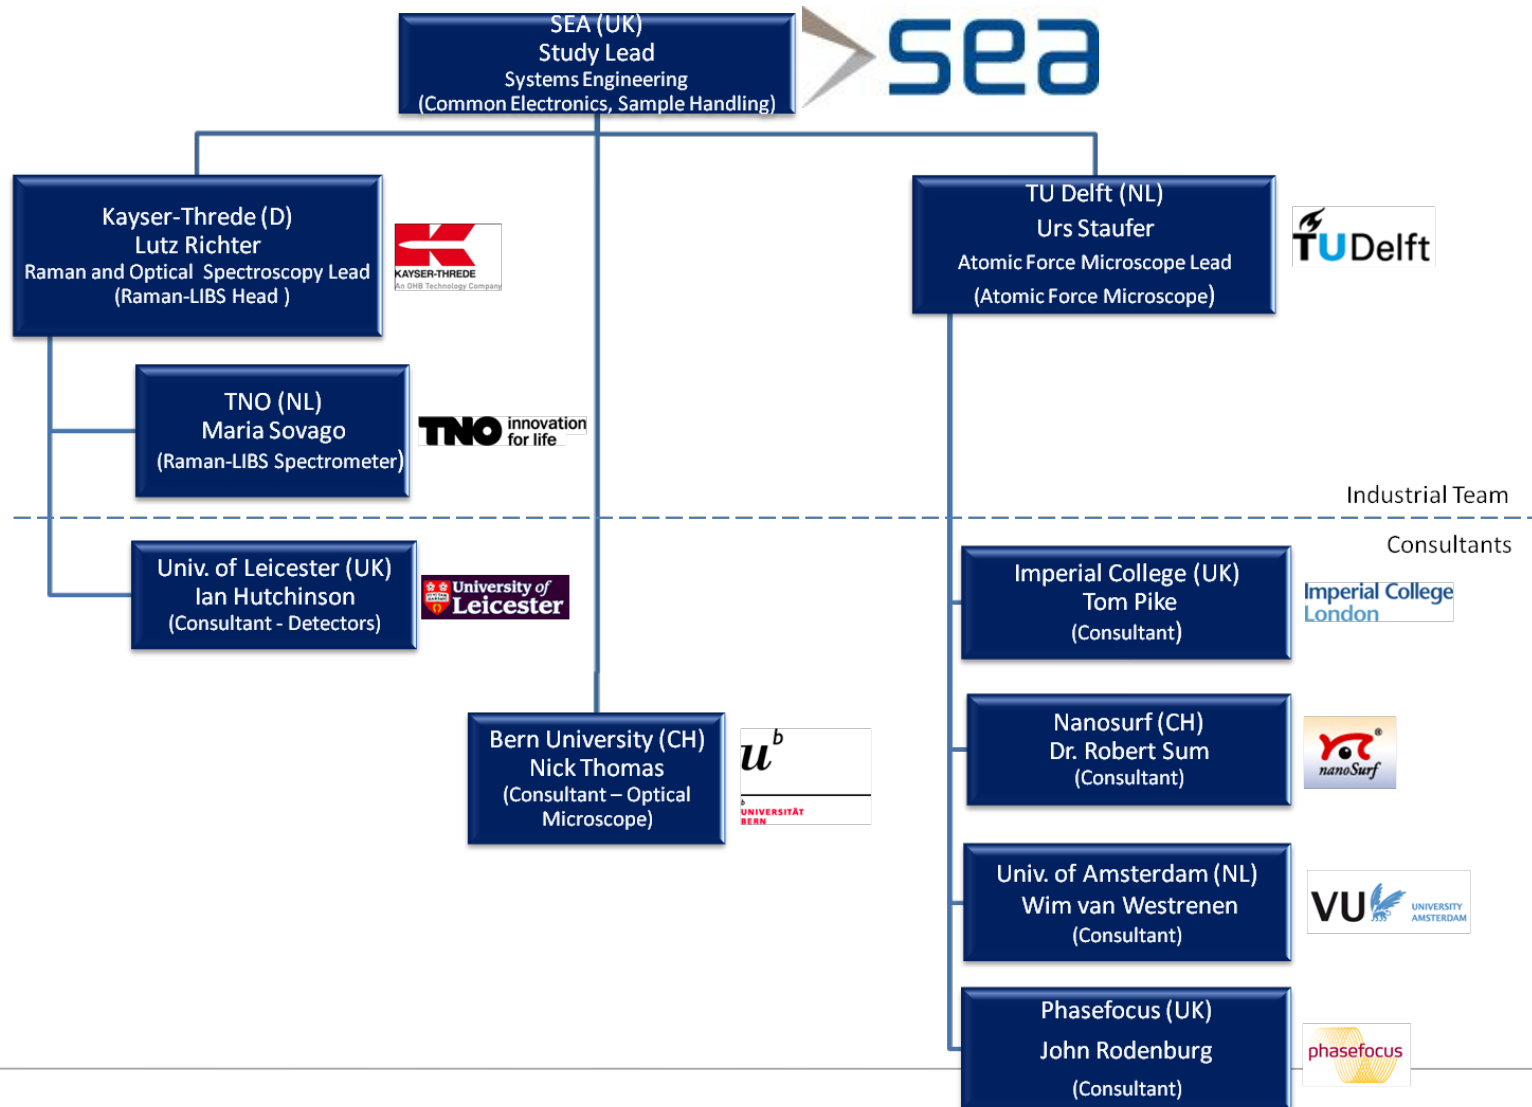 SEA (UK)
Study Lead
Systems Engineering
(Common Electronics, Sample Handling)
sea
Kayser-Threde (D)
Lutz Richter
Raman and Optical Spectroscopy Lead
(Raman-LIBS Head )
KAYSER-THREDE
An OHB Technology Company
TU Delft (NL)
Urs Staufer
Atomic Force Microscope Lead
(Atomic Force Microscope)
TU Delft
TNO (NL)
Maria Sovago
(Raman-LIBS Spectrometer)
TNO innovation
for life
Industrial Team
Consultants
Univ. of Leicester (UK)
Ian Hutchinson
(Consultant - Detectors)
University of
Leicester
Imperial College (UK)
Tom Pike
(Consultant)
Imperial College
London
Bern University (CH)
Nick Thomas
(Consultant – Optical
Microscope)
u b
b
UNIVERSITÄT
BERN
Nanosurf (CH)
Dr. Robert Sum
(Consultant)
®
nanoSurf
Univ. of Amsterdam (NL)
Wim van Westrenen
(Consultant)
VU UNIVERSITY
AMSTERDAM
Phasefocus (UK)
John Rodenburg
(Consultant)
phasefocus